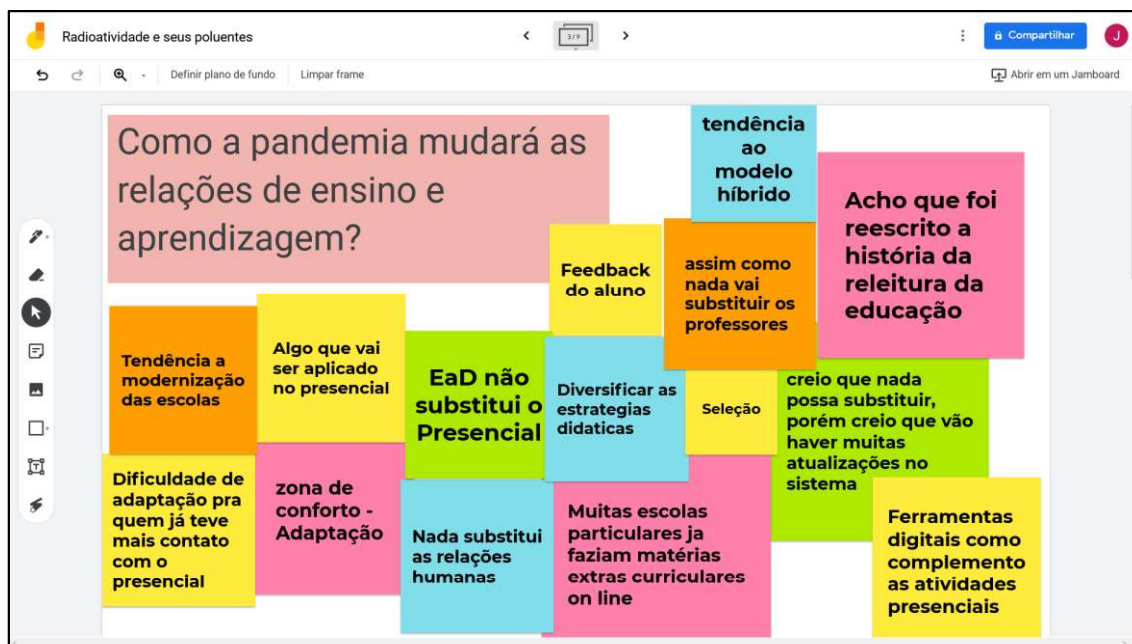 Radioatividade e seus poluentes
3/9
Compartilhar
J
Definir plano de fundo
Limpar frame
Abrir em um Jamboard
Como a pandemia mudará as
relações de ensino e
aprendizagem?
tendência
ao
modelo
híbrido
Acho que foi
reescrito a
história da
releitura da
educação
Feedback
do aluno
assim como
nada vai
substituir os
professores
Tendência a
modernização
das escolas
Algo que vai
ser aplicado
no presencial
EaD não
substitui o
Presencial
Diversificar as
estrategias
didaticas
Seleção
creio que nada
possa substituir,
porém creio que vão
haver muitas
atualizações no
sistema
Dificuldade de
adaptação pra
quem já teve
mais contato
com o
presencial
zona de
conforto -
Adaptação
Nada substitui
as relações
humanas
Muitas escolas
particulares ja
faziam matérias
extras curriculares
on line
Ferramentas
digitais como
complemento
as atividades
presenciais